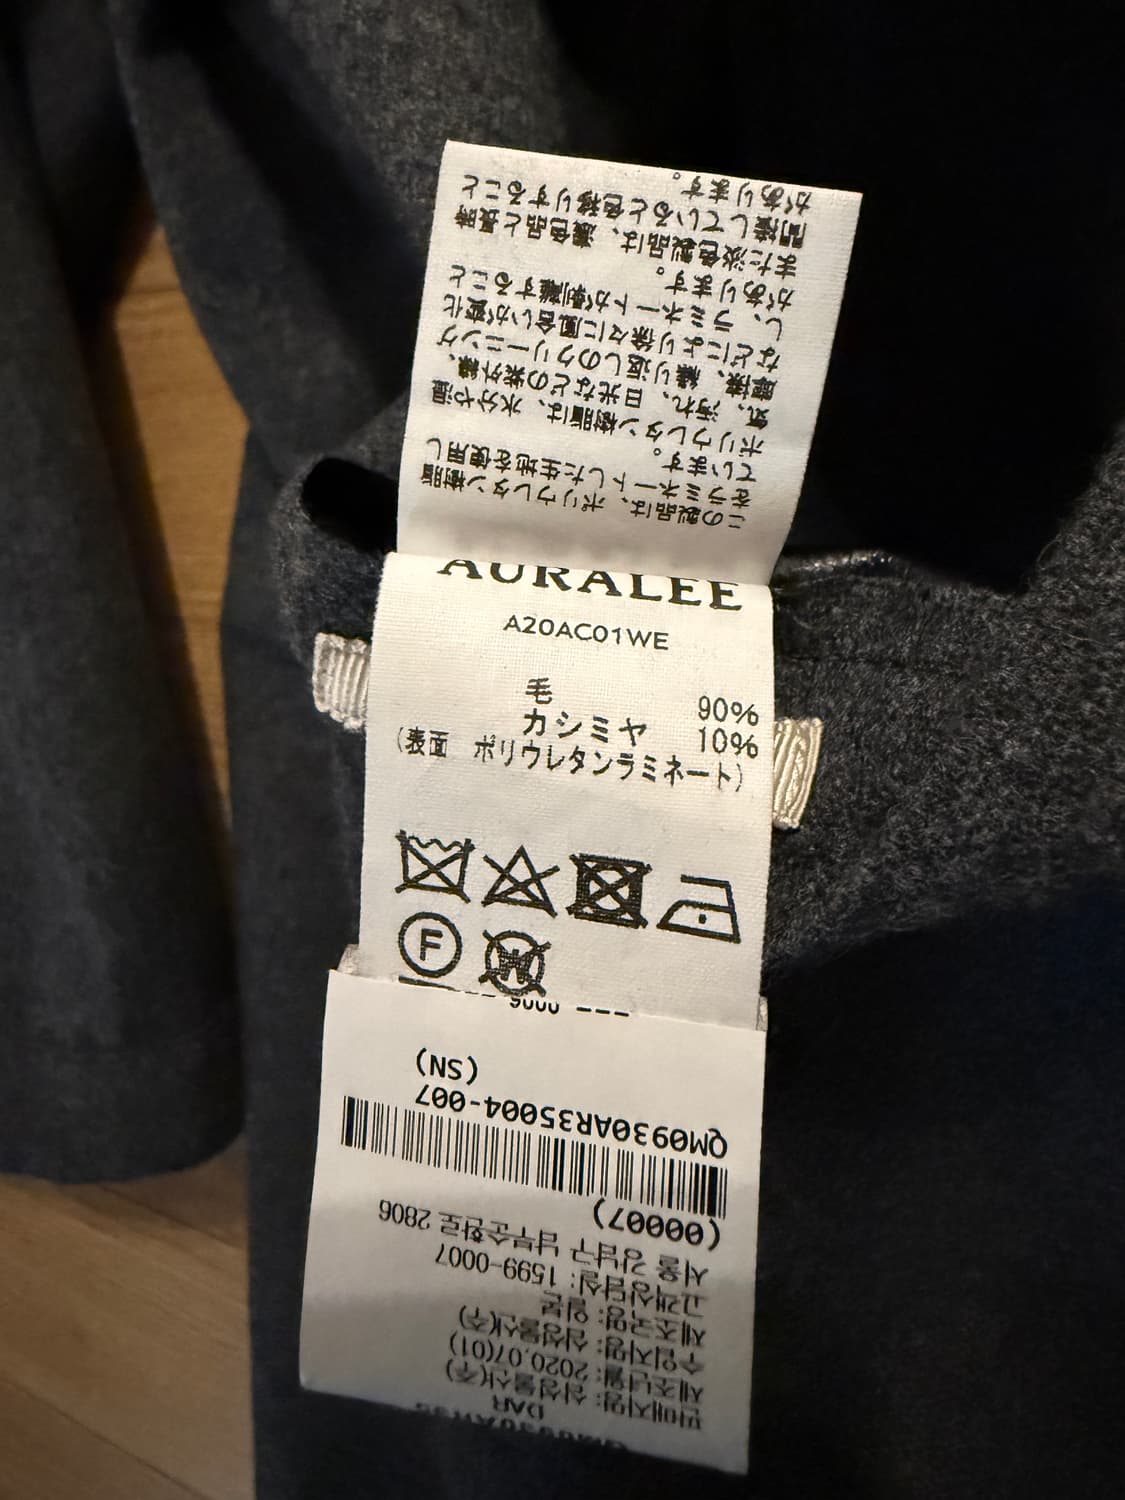 この製品は、ポリウレタン樹脂
をラミネートした生地を使用し
ています。
ポリウレタン樹脂は、水分や湿
気、汚れ、日光などの紫外線、
摩擦、繰り返しのクリーニング
などにより徐々に風合いが変化
し、ラミネートが剥離すること
があります。
また淡色製品は、濃色品と長時
間接していると色移りすること
があります。
AURALEE
A20AC01WE
毛 90%
カシミヤ 10%
(表面 ポリウレタンラミネート)
F
W
DAR
판매자명: 삼성물산(주)
제조년월: 2020.07(01)
수입자명: 삼성물산(주)
제조국명: 일본
고객상담실: 1599-0007
서울 강남구 남부순환로 2806
(00007)
QM0930AR35004-007
(SN)